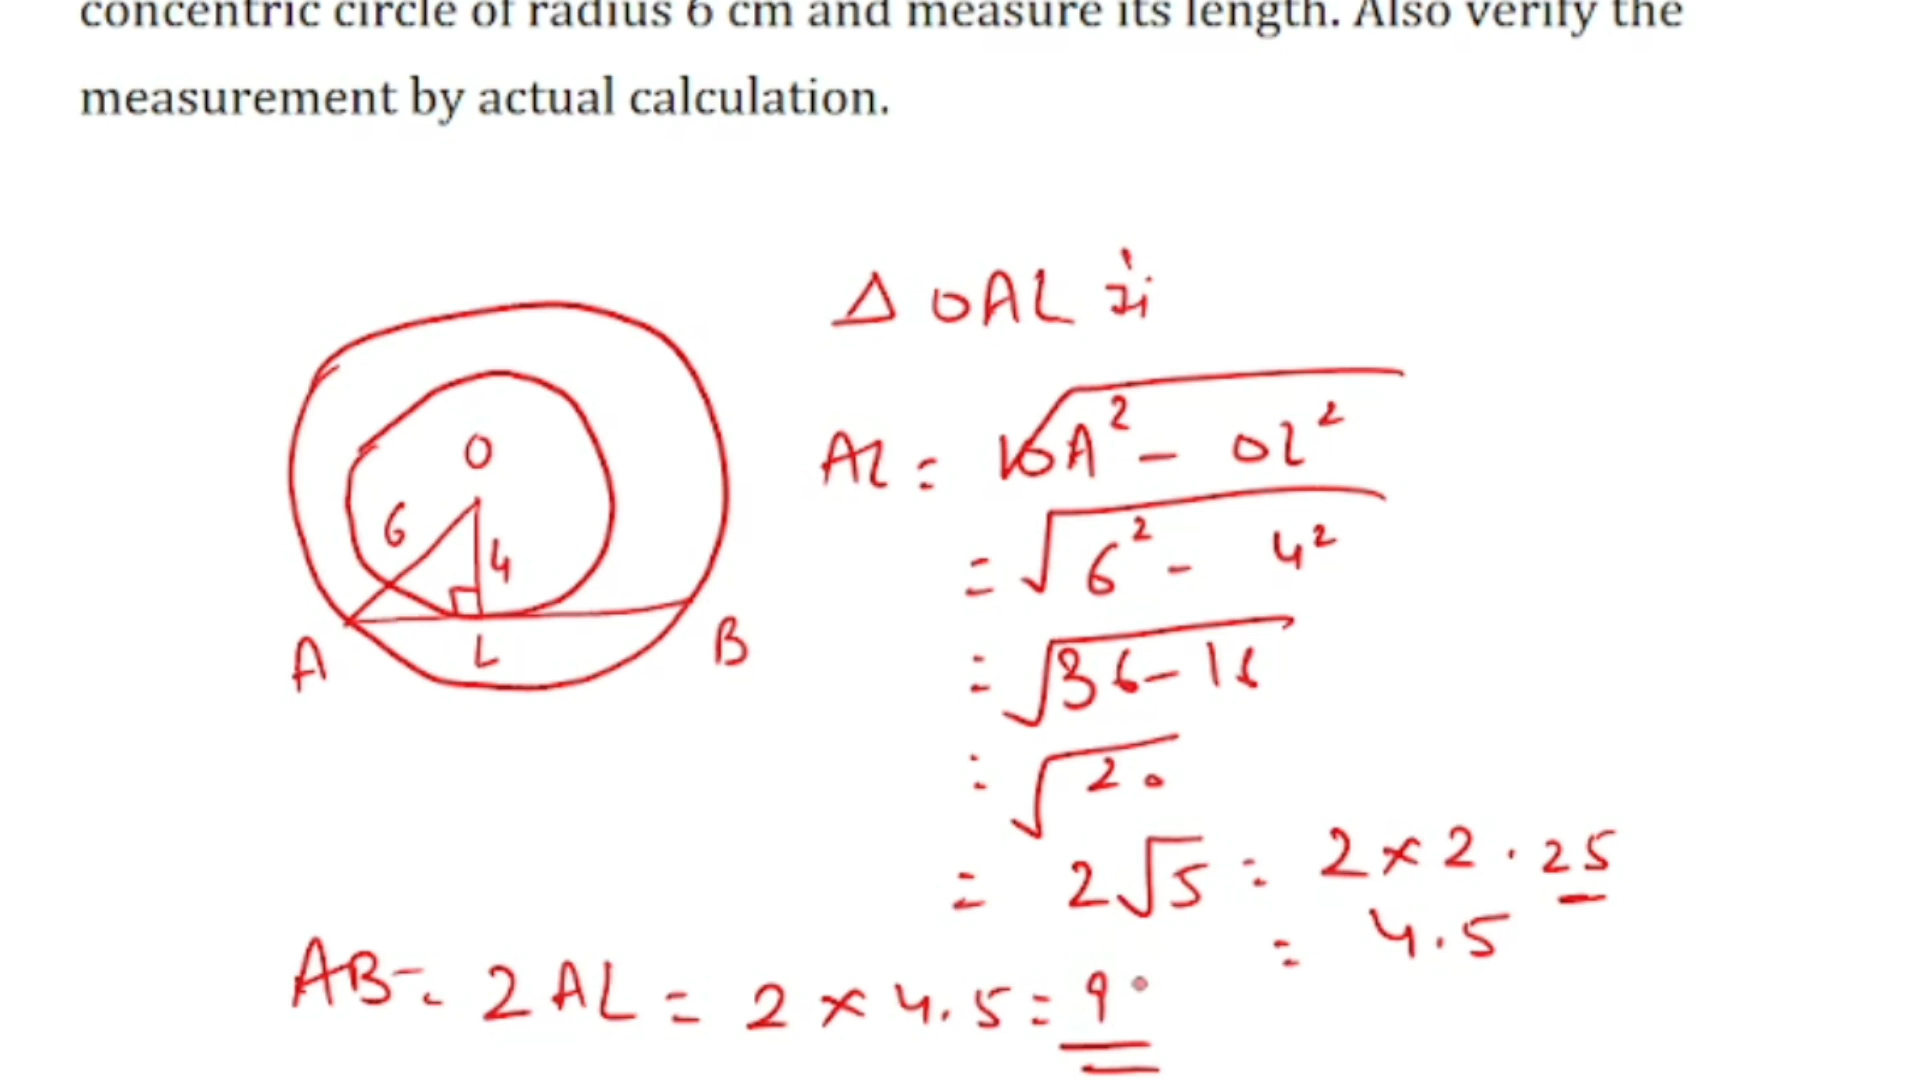 concentric circle of radius 6 cm and measure its length. Also verify the
measurement by actual calculation.
Δ OAL में
O
6
4
A
L
B
AL = √OA² - OL²
= √6² - 4²
= √36-16
= √20
= 2√5 = 2 × 2.25
= 4.5
AB = 2AL = 2 × 4.5 = 9